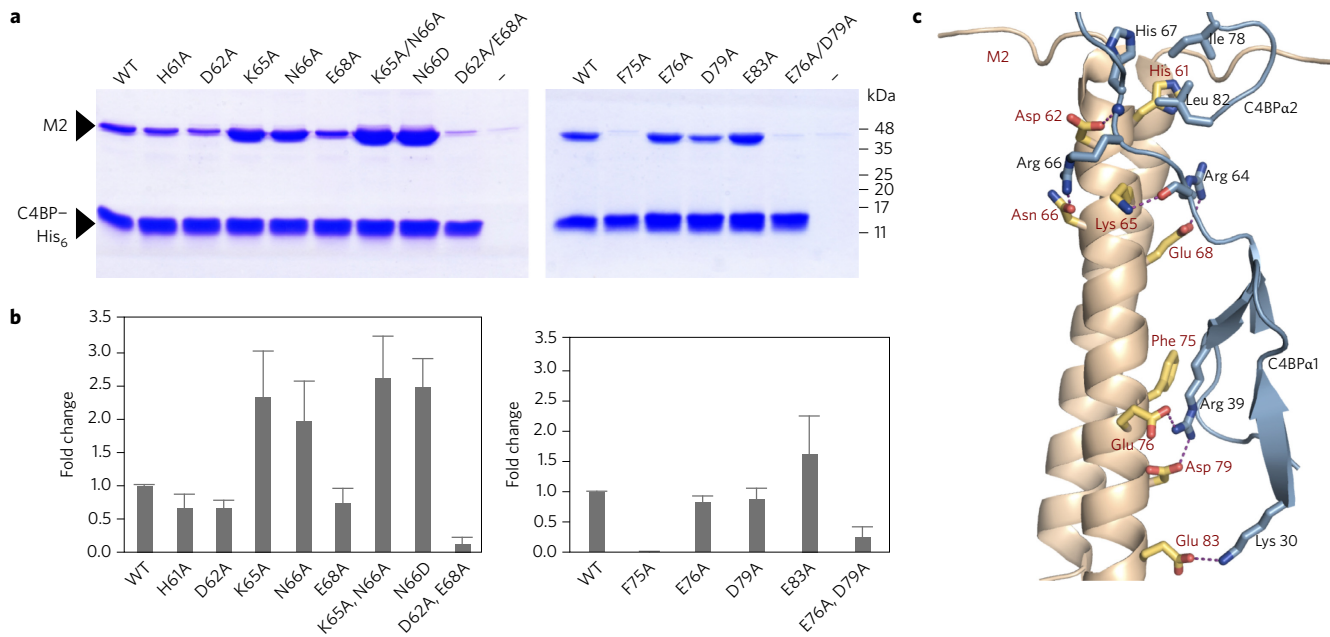 a
WT H61A D62A K65A N66A E68A K65A/N66A N66D D62A/E68A –
WT F75A E76A D79A E83A E76A/D79A –
kDa
M2
48
35
25
20
17
11
C4BP–
His6
b
3.5
3.0
2.5
2.0
1.5
1.0
0.5
0.0
Fold change
WT H61A D62A K65A N66A E68A K65A, N66A N66D D62A, E68A
3.5
3.0
2.5
2.0
1.5
1.0
0.5
0.0
Fold change
WT F75A E76A D79A E83A E76A, D79A
c
His 67
Ile 78
M2
His 61
Leu 82
C4BPα2
Asp 62
Arg 66
Arg 64
Asn 66
Lys 65
Glu 68
Phe 75
C4BPα1
Arg 39
Glu 76
Asp 79
Glu 83
Lys 30